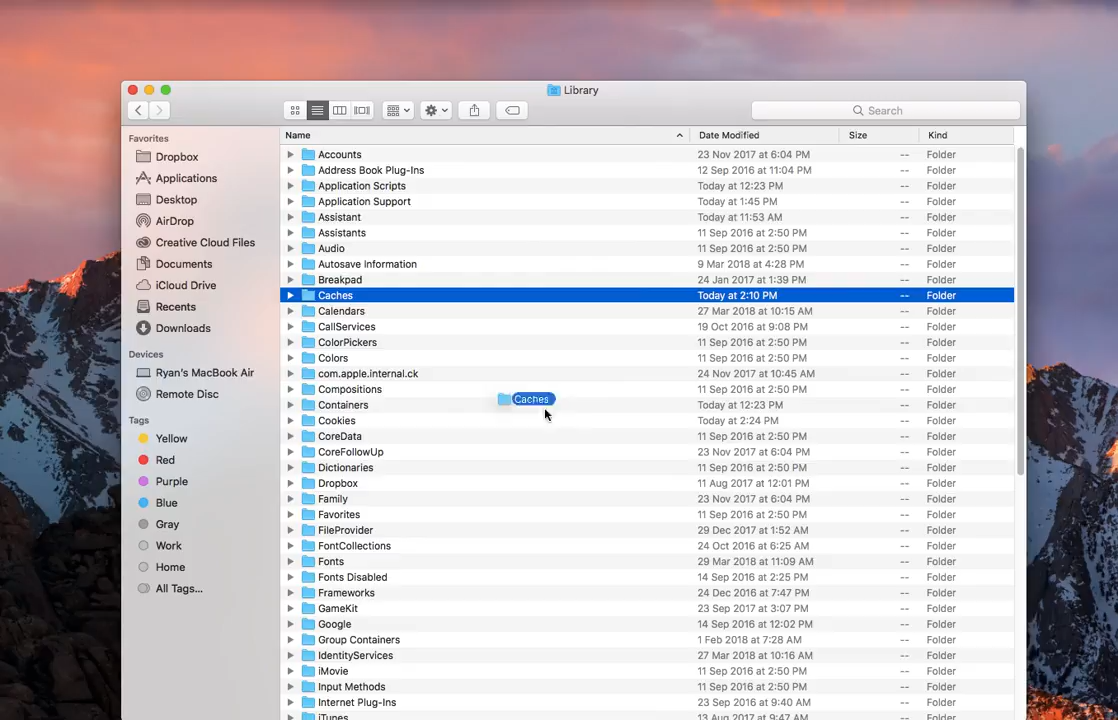 Library
Search
Favorites
Dropbox
Applications
Desktop
AirDrop
Creative Cloud Files
Documents
iCloud Drive
Recents
Downloads
Devices
Ryan's MacBook Air
Remote Disc
Tags
Yellow
Red
Purple
Blue
Gray
Work
Home
All Tags...
Name Date Modified Size Kind
Accounts 23 Nov 2017 at 6:04 PM -- Folder
Address Book Plug-Ins 12 Sep 2016 at 11:04 PM -- Folder
Application Scripts Today at 12:23 PM -- Folder
Application Support Today at 1:45 PM -- Folder
Assistant Today at 11:53 AM -- Folder
Assistants 11 Sep 2016 at 2:50 PM -- Folder
Audio 11 Sep 2016 at 2:50 PM -- Folder
Autosave Information 9 Mar 2018 at 4:28 PM -- Folder
Breakpad 24 Jan 2017 at 1:39 PM -- Folder
Caches Today at 2:10 PM -- Folder
Calendars 27 Mar 2018 at 10:15 AM -- Folder
CallServices 19 Oct 2016 at 9:08 PM -- Folder
ColorPickers 11 Sep 2016 at 2:50 PM -- Folder
Colors 11 Sep 2016 at 2:50 PM -- Folder
com.apple.internal.ck 24 Nov 2017 at 10:45 AM -- Folder
Compositions 11 Sep 2016 at 2:50 PM -- Folder
Caches
Containers Today at 12:23 PM -- Folder
Cookies Today at 2:24 PM -- Folder
CoreData 11 Sep 2016 at 2:50 PM -- Folder
CoreFollowUp 23 Nov 2017 at 6:04 PM -- Folder
Dictionaries 11 Sep 2016 at 2:50 PM -- Folder
Dropbox 11 Aug 2017 at 12:01 PM -- Folder
Family 23 Nov 2017 at 6:04 PM -- Folder
Favorites 11 Sep 2016 at 2:50 PM -- Folder
FileProvider 29 Dec 2017 at 1:52 AM -- Folder
FontCollections 24 Oct 2016 at 6:25 AM -- Folder
Fonts 29 Mar 2018 at 11:09 AM -- Folder
Fonts Disabled 14 Sep 2016 at 2:25 PM -- Folder
Frameworks 24 Dec 2016 at 7:47 PM -- Folder
GameKit 23 Sep 2017 at 3:07 PM -- Folder
Google 14 Sep 2016 at 12:02 PM -- Folder
Group Containers 1 Feb 2018 at 7:28 AM -- Folder
IdentityServices 27 Mar 2018 at 10:16 AM -- Folder
iMovie 11 Sep 2016 at 2:50 PM -- Folder
Input Methods 11 Sep 2016 at 2:50 PM -- Folder
Internet Plug-Ins 23 Sep 2016 at 9:40 AM -- Folder
iTunes 13 Aug 2017 at 9:47 AM -- Folder